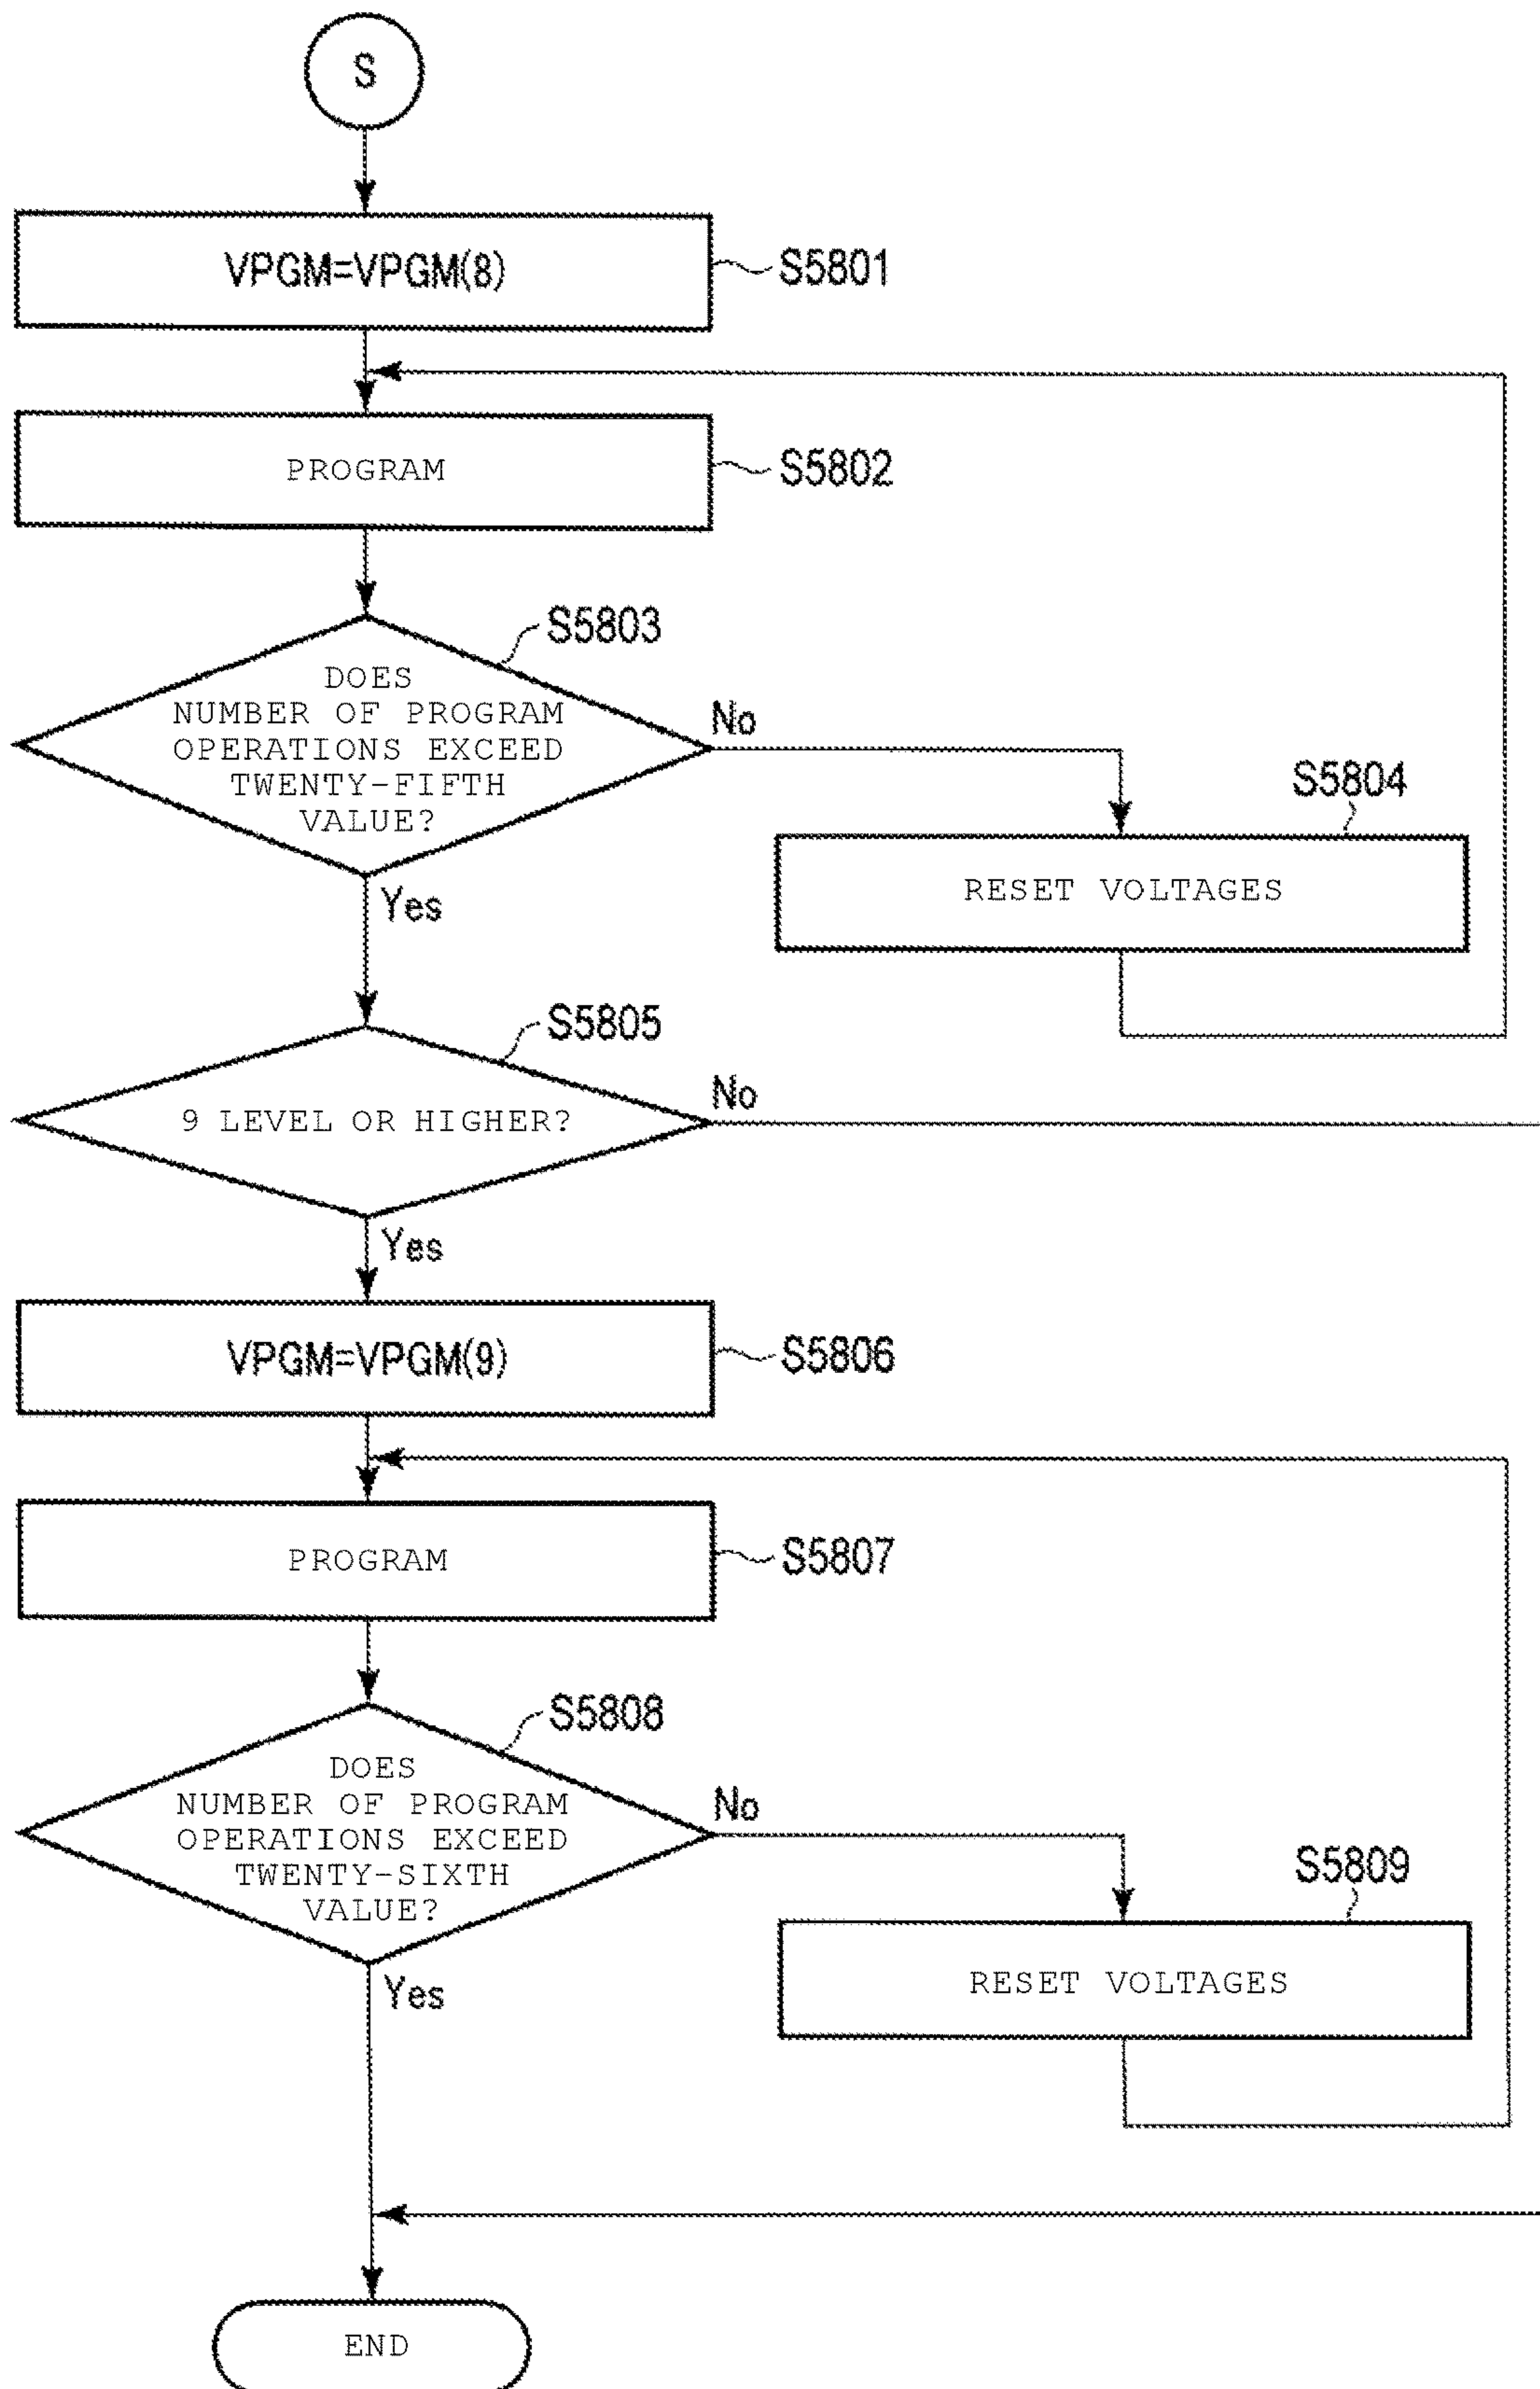 S
VPGM=VPGM(8)
S5801
PROGRAM
S5802
S5803
DOES
NUMBER OF PROGRAM
OPERATIONS EXCEED
TWENTY-FIFTH
VALUE?
No
Yes
S5804
RESET VOLTAGES
S5805
9 LEVEL OR HIGHER?
No
Yes
VPGM=VPGM(9)
S5806
PROGRAM
S5807
S5808
DOES
NUMBER OF PROGRAM
OPERATIONS EXCEED
TWENTY-SIXTH
VALUE?
No
Yes
S5809
RESET VOLTAGES
END